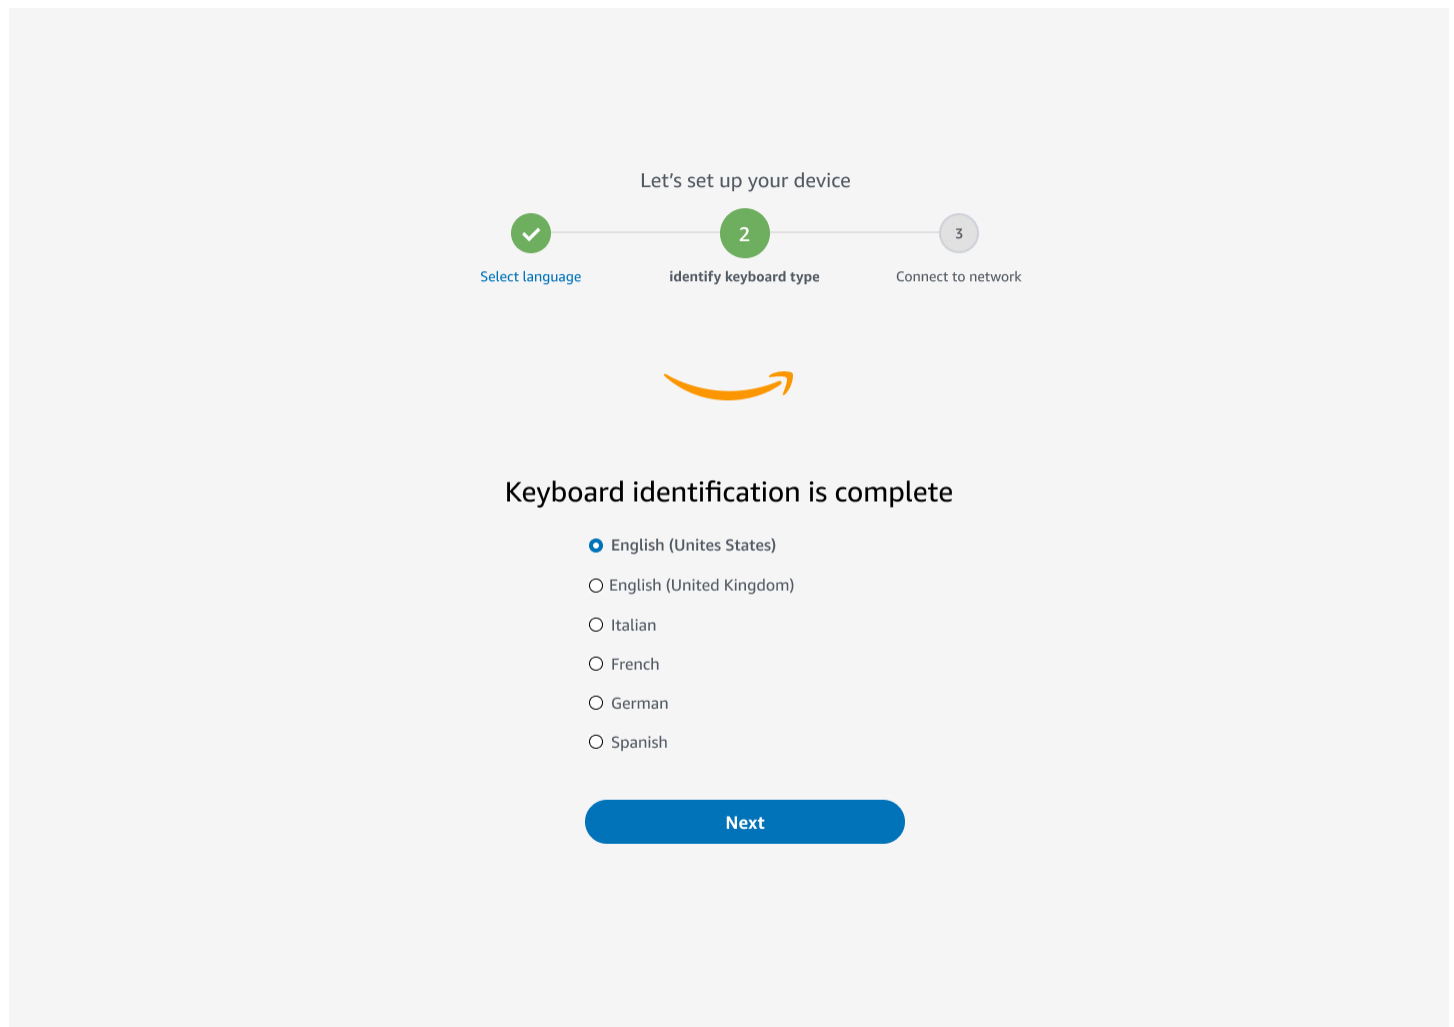 Let's set up your device
2
3
Select language
identify keyboard type
Connect to network
Keyboard identification is complete
English (Unites States)
English (United Kingdom)
Italian
French
German
Spanish
Next